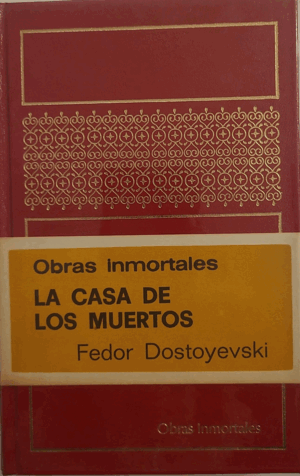 Obras inmortales
LA CASA DE
LOS MUERTOS
Fedor Dostoyevski
Obras Inmortales